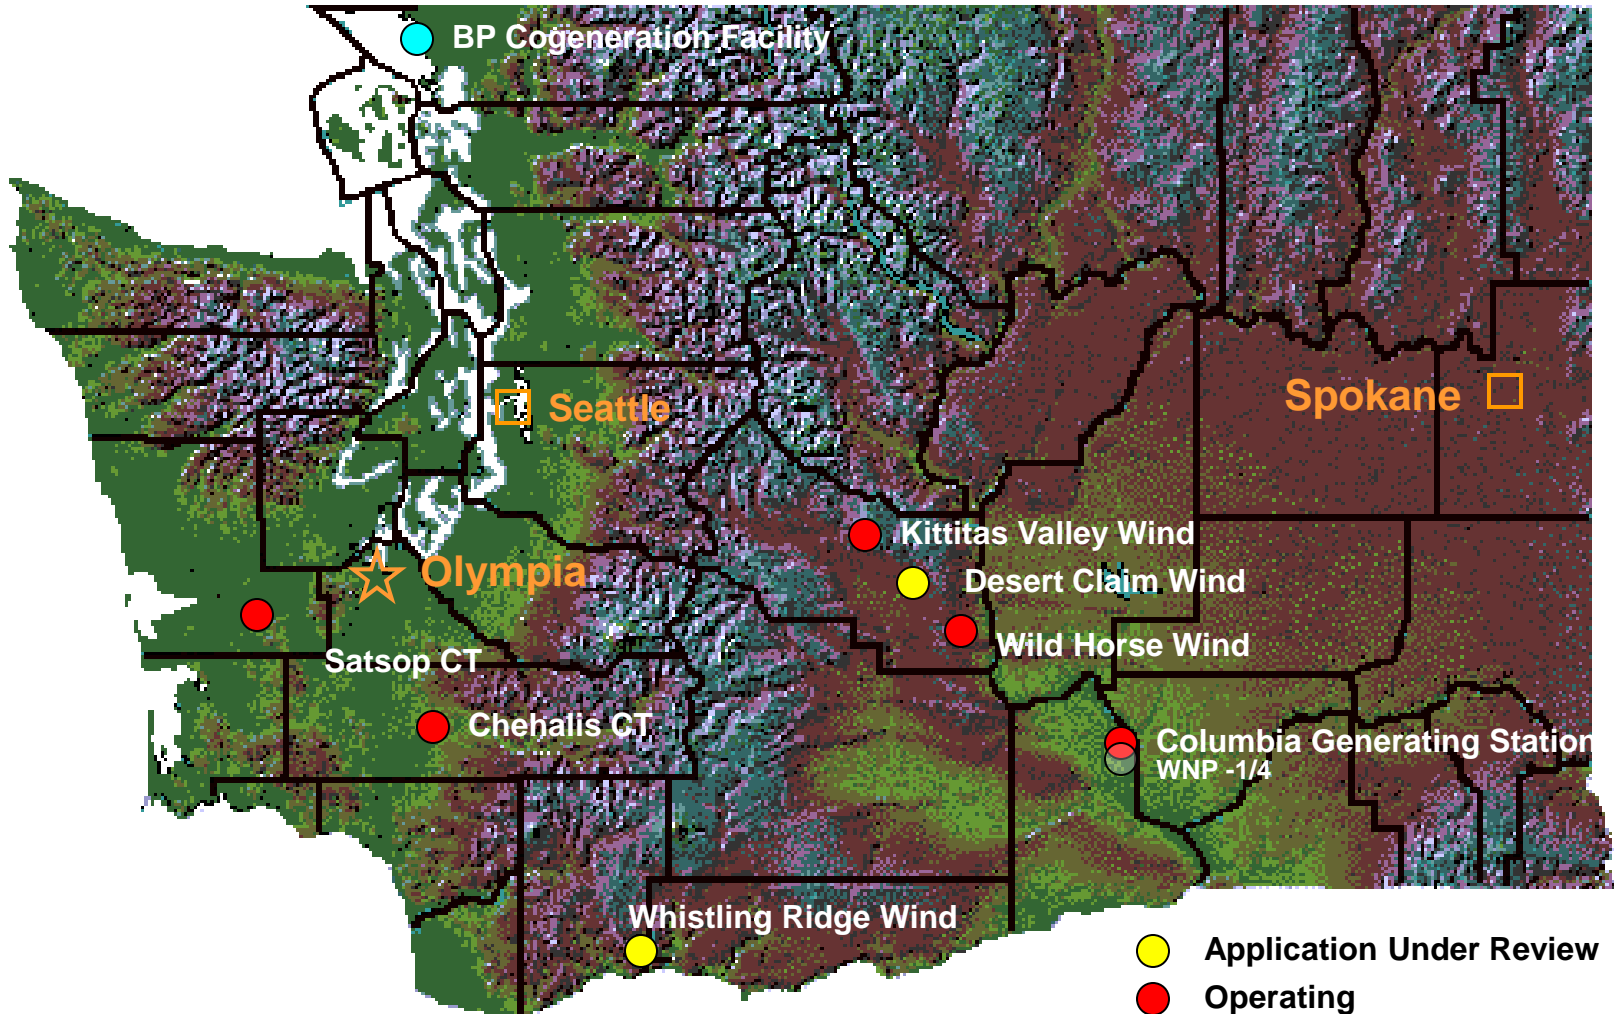 BP Cogeneration Facility
Seattle
Spokane
Kittitas Valley Wind
Olympia
Desert Claim Wind
Wild Horse Wind
Satsop CT
Chehalis CT
Columbia Generating Station
WNP -1/4
Whistling Ridge Wind
Application Under Review
Operating